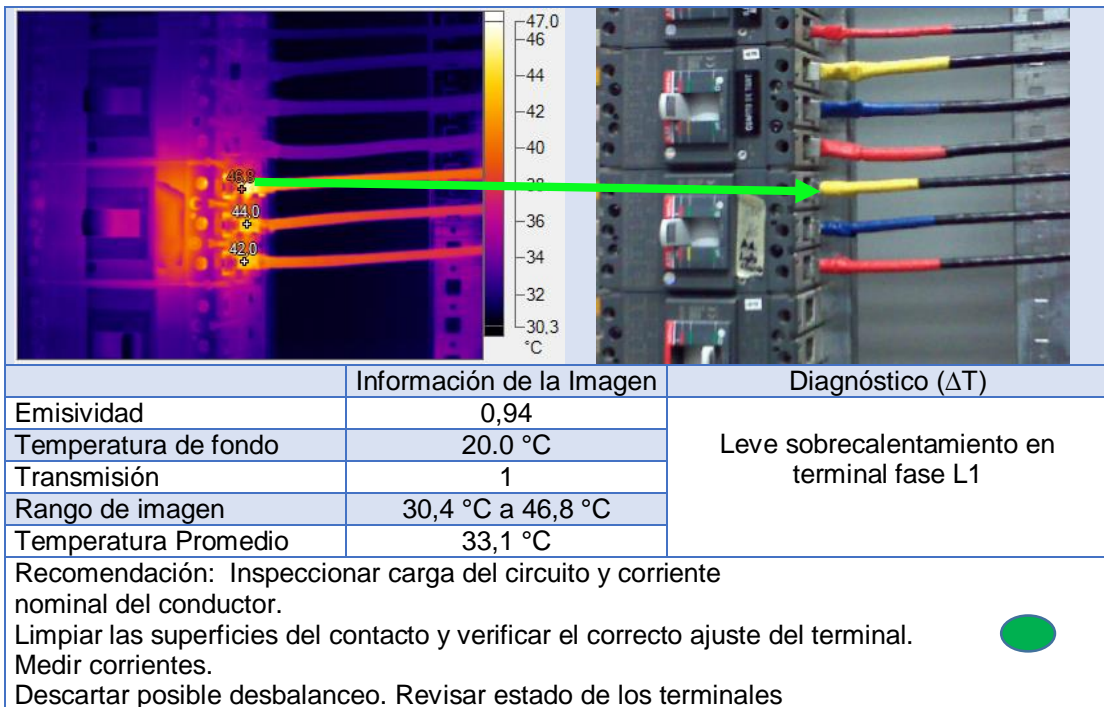 47,0
46
44
42
40
38
36
34
32
30,3
°C
46,8
44,0
42,0
Información de la Imagen Diagnóstico (∆T)
Emisividad 0,94
Temperatura de fondo 20.0 °C
Transmisión 1
Rango de imagen 30,4 °C a 46,8 °C
Temperatura Promedio 33,1 °C
Leve sobrecalentamiento en
terminal fase L1
Recomendación: Inspeccionar carga del circuito y corriente
nominal del conductor.
Limpiar las superficies del contacto y verificar el correcto ajuste del terminal.
Medir corrientes.
Descartar posible desbalanceo. Revisar estado de los terminales